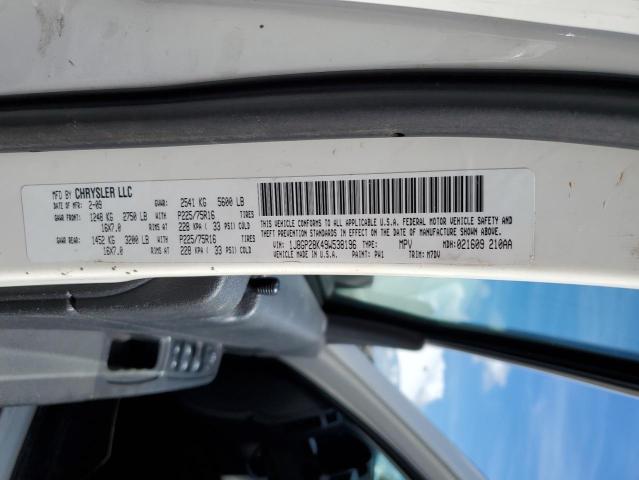 MFD BY CHRYSLER LLC
DATE OF MFR: 2-09 GVWR: 2541 KG 5600 LB
GAWR FRONT: 1248 KG 2750 LB WITH P225/75R16 TIRES
16X7.0 RIMS AT 228 KPA ( 33 PSI) COLD
GAWR REAR: 1452 KG 3200 LB WITH P225/75R16 TIRES
16X7.0 RIMS AT 228 KPA ( 33 PSI) COLD
THIS VEHICLE CONFORMS TO ALL APPLICABLE U.S.A. FEDERAL MOTOR VEHICLE SAFETY AND
THEFT PREVENTION STANDARDS IN EFFECT ON THE DATE OF MANUFACTURE SHOWN ABOVE.
VIN: 1J8GP28K49W538196 TYPE: MPV MDH: 021609 210AA
VEHICLE MADE IN U.S.A. PAINT: PW1 TRIM: M7DV